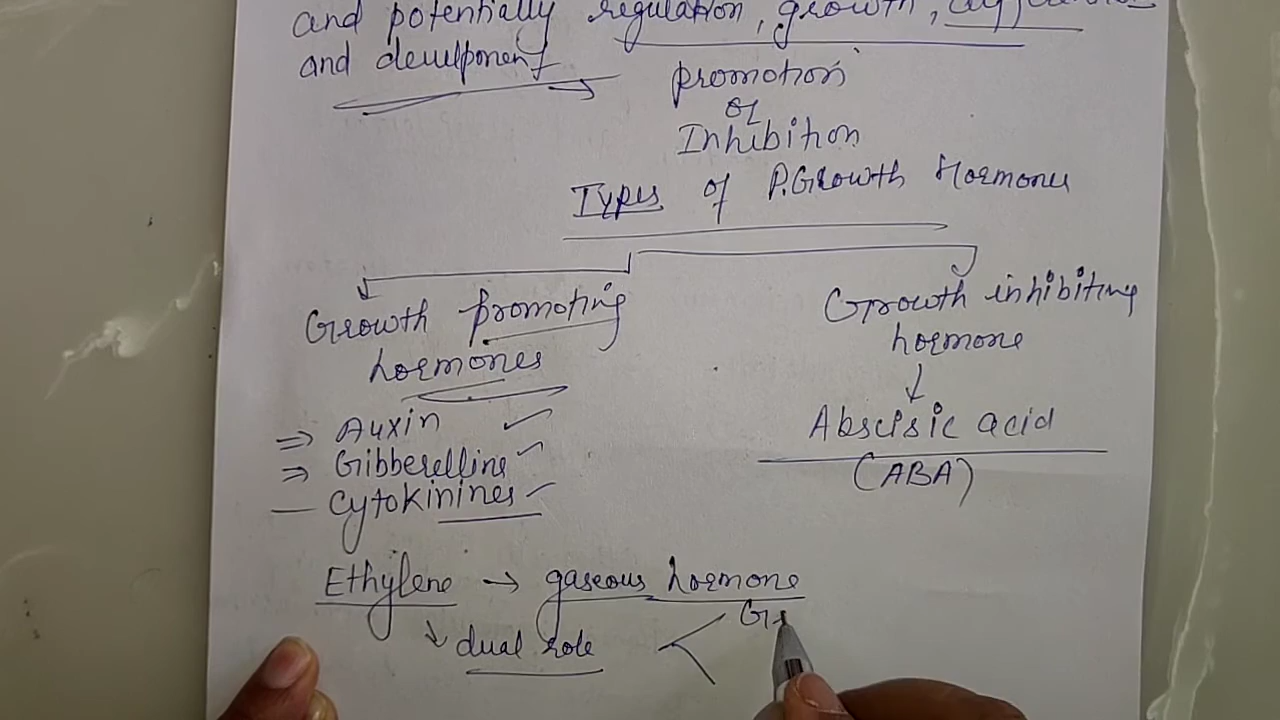 and potentially regulation, growth,
and development
promotion
or
Inhibition
Types of P.Growth Hormones
Growth promoting
hormones
⇒ Auxin ✓
⇒ Gibberelline ✓
— Cytokinines ✓
Growth inhibiting
hormone
↓
Abscisic acid
(ABA)
Ethylene → gaseous hormone
↓ dual role